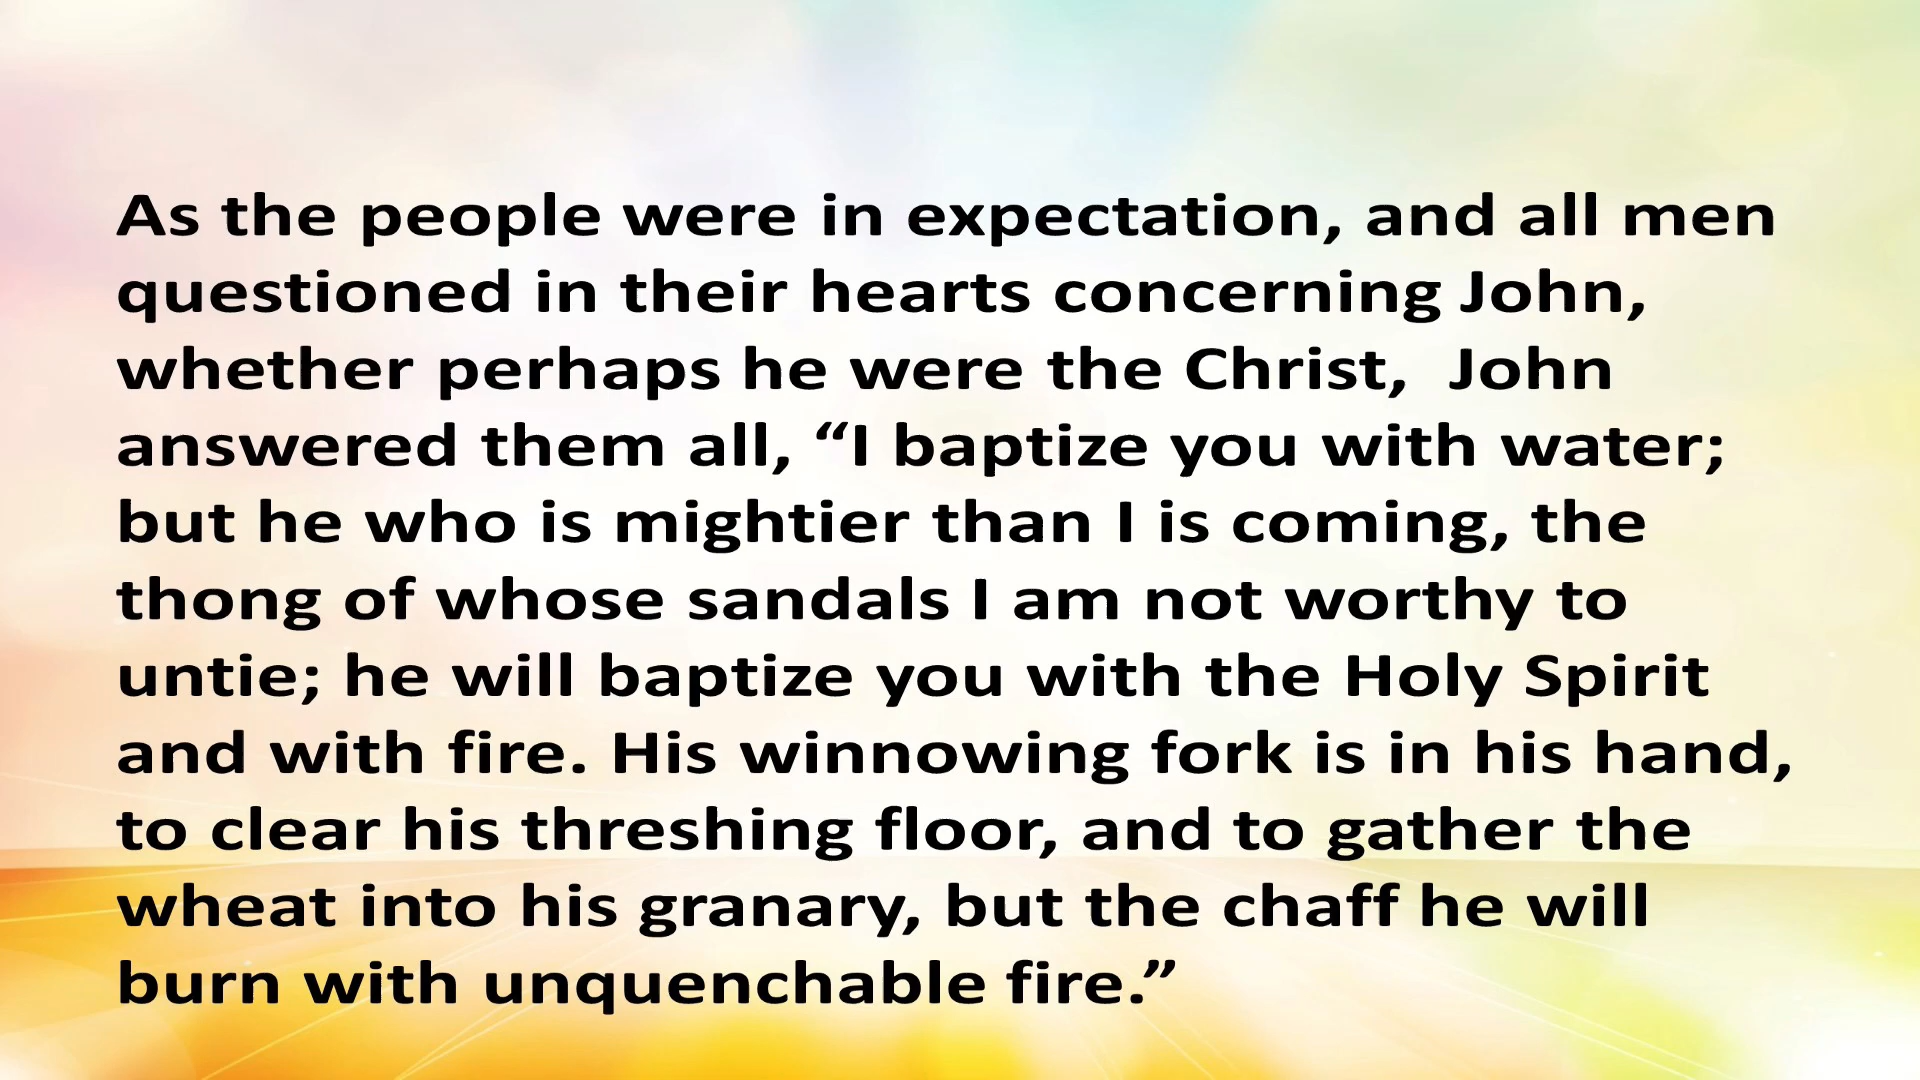 As the people were in expectation, and all men
questioned in their hearts concerning John,
whether perhaps he were the Christ,  John
answered them all, “I baptize you with water;
but he who is mightier than I is coming, the
thong of whose sandals I am not worthy to
untie; he will baptize you with the Holy Spirit
and with fire. His winnowing fork is in his hand,
to clear his threshing floor, and to gather the
wheat into his granary, but the chaff he will
burn with unquenchable fire.”